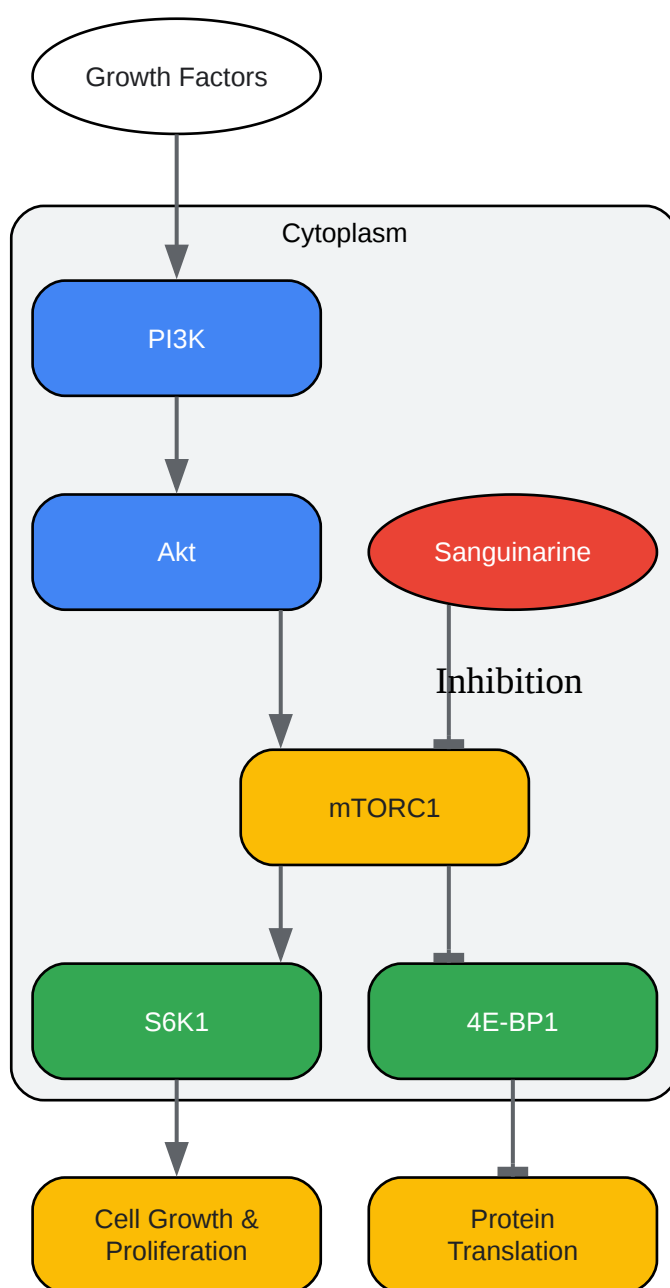 Growth Factors
Cytoplasm
PI3K
Akt
Sanguinarine
Inhibition
mTORC1
S6K1
4E-BP1
Cell Growth &
Proliferation
Protein
Translation